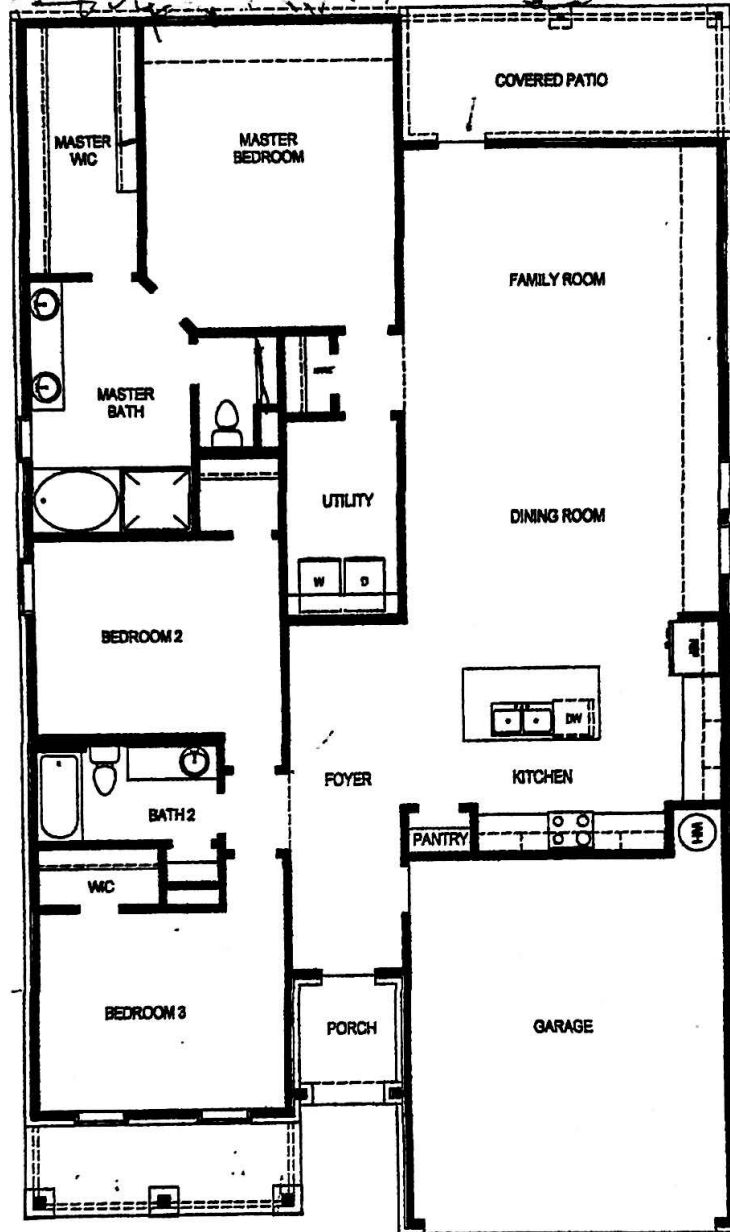 COVERED PATIO
MASTER
WIC
MASTER
BEDROOM
FAMILY ROOM
MASTER
BATH
UTILITY
DINING ROOM
W
D
BEDROOM 2
DW
FOYER
KITCHEN
BATH 2
PANTRY
WH
WIC
BEDROOM 3
PORCH
GARAGE